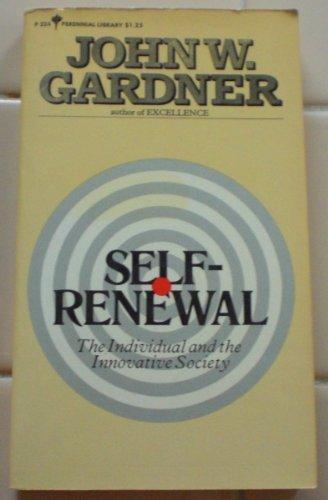 P 224 PERENNIAL LIBRARY $1.25
JOHN W.
GARDNER
author of EXCELLENCE
SELF-
RENEWAL
The Individual and the
Innovative Society